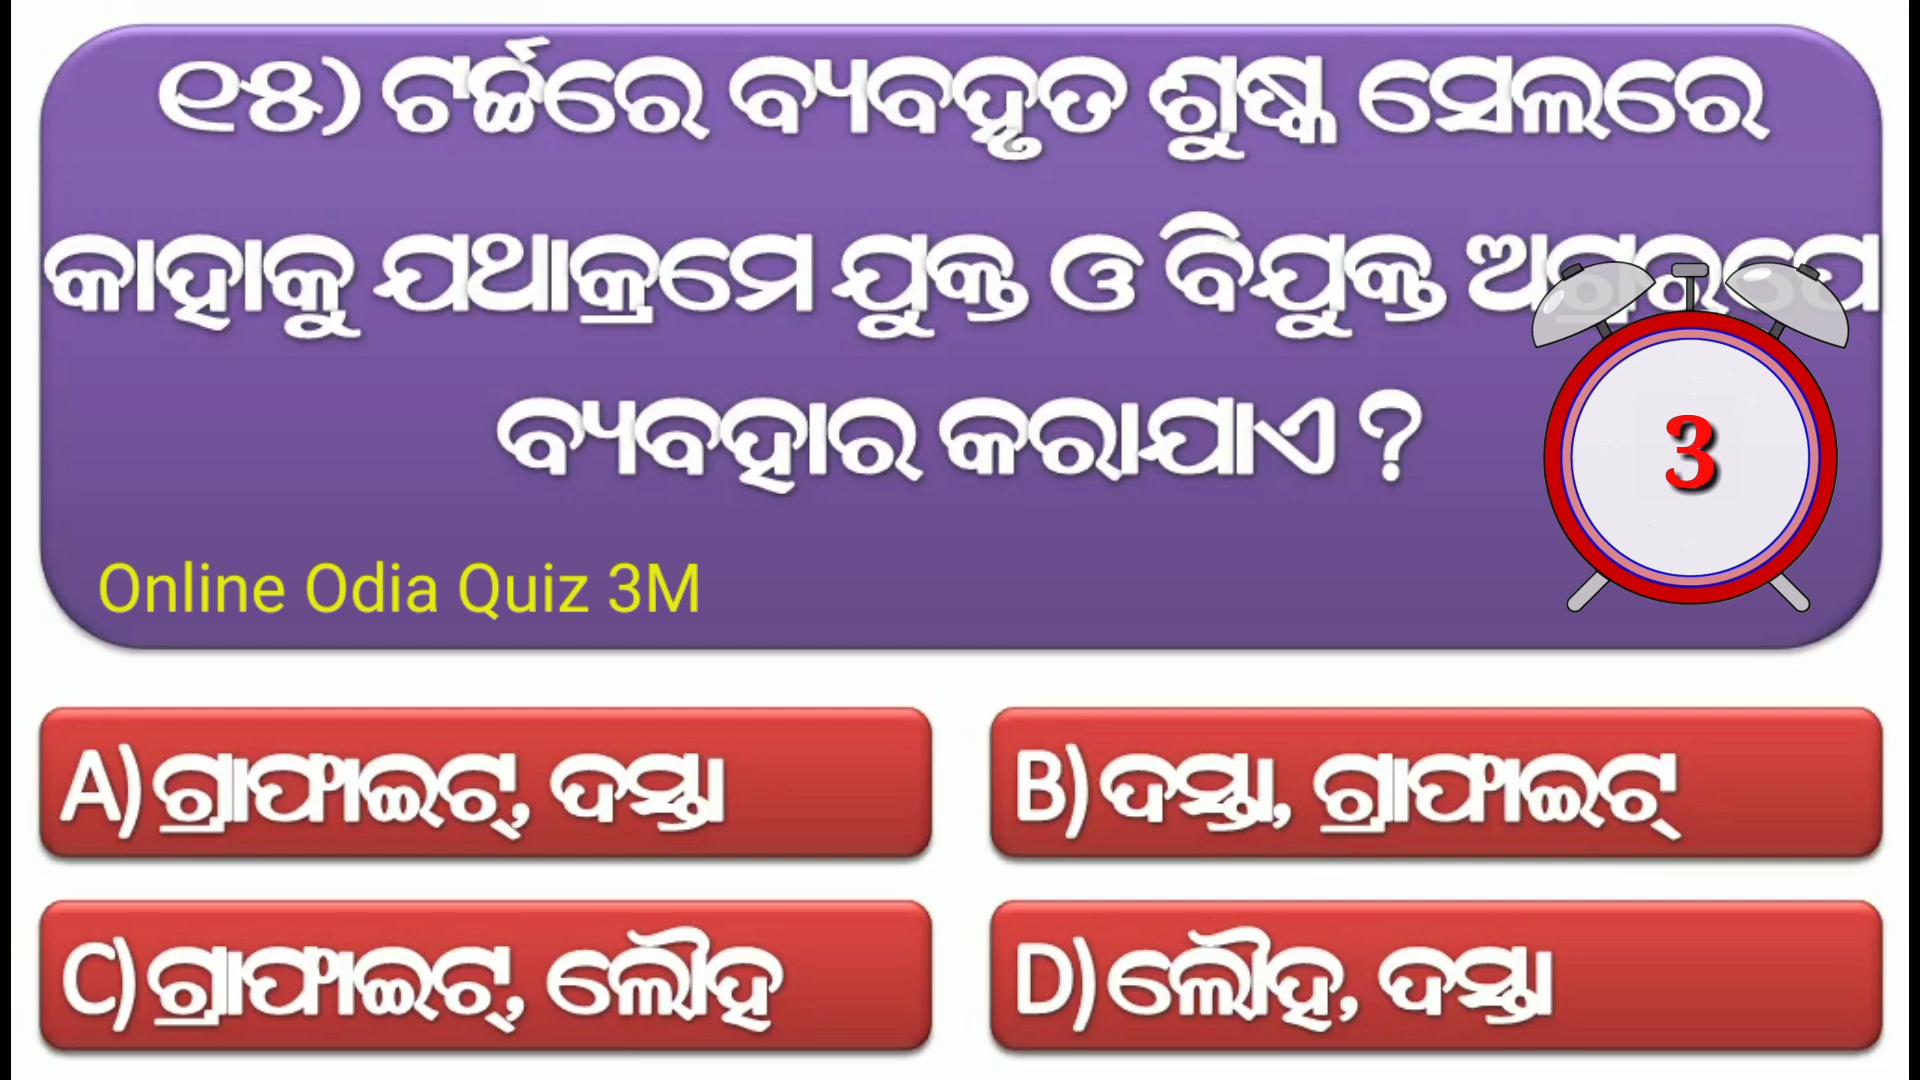 ୧୫) ଟର୍ଚ୍ଚରେ ବ୍ୟବହୃତ ଶୁଷ୍କ ସେଲରେ
କାହାକୁ ଯଥାକ୍ରମେ ଯୁକ୍ତ ଓ ବିଯୁକ୍ତ
ବ୍ୟବହାର କରାଯାଏ ?
3
Online Odia Quiz 3M
A) ଗ୍ରାଫାଇଟ୍, ଦସ୍ତା
B) ଦସ୍ତା, ଗ୍ରାଫାଇଟ୍
C) ଗ୍ରାଫାଇଟ୍, ଲୌହ
D) ଲୌହ, ଦସ୍ତା